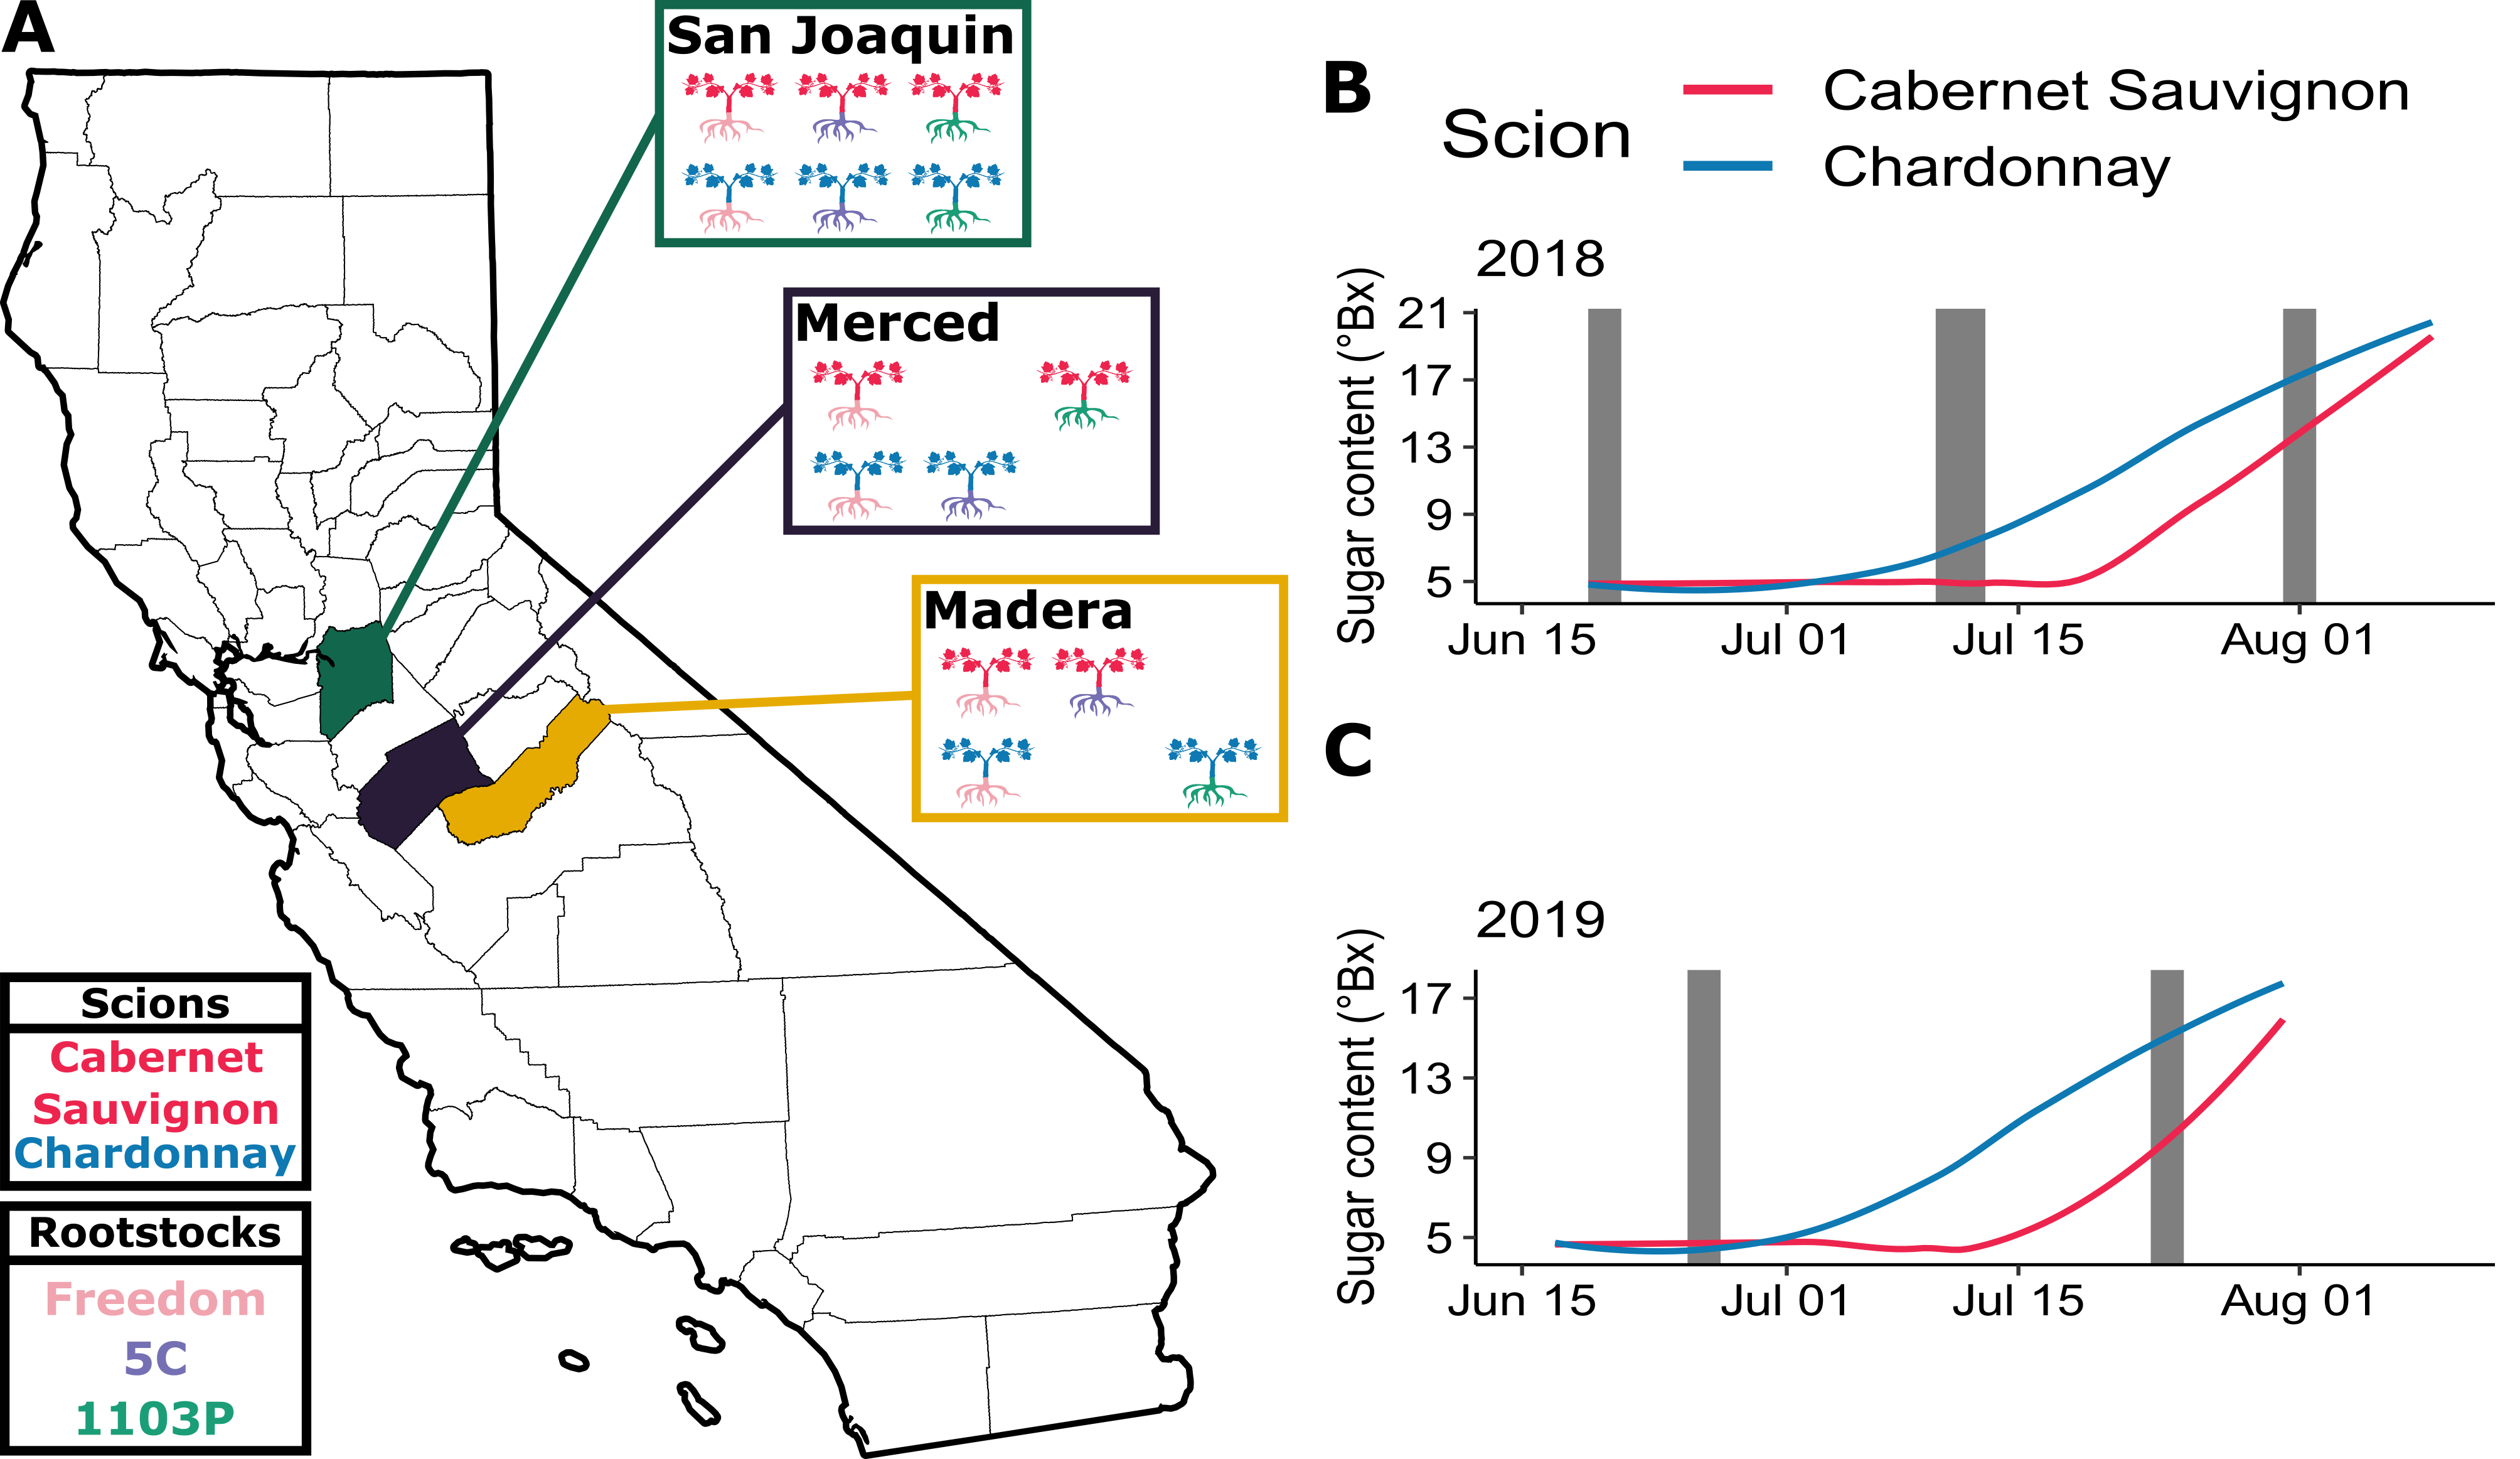 A
San Joaquin
Merced
Madera
Scions
Cabernet
Sauvignon
Chardonnay
Rootstocks
Freedom
5C
1103P
B
Scion
Cabernet Sauvignon
Chardonnay
2018
Sugar content (°Bx)
21
17
13
9
5
Jun 15 Jul 01 Jul 15 Aug 01
C
2019
Sugar content (°Bx)
17
13
9
5
Jun 15 Jul 01 Jul 15 Aug 01